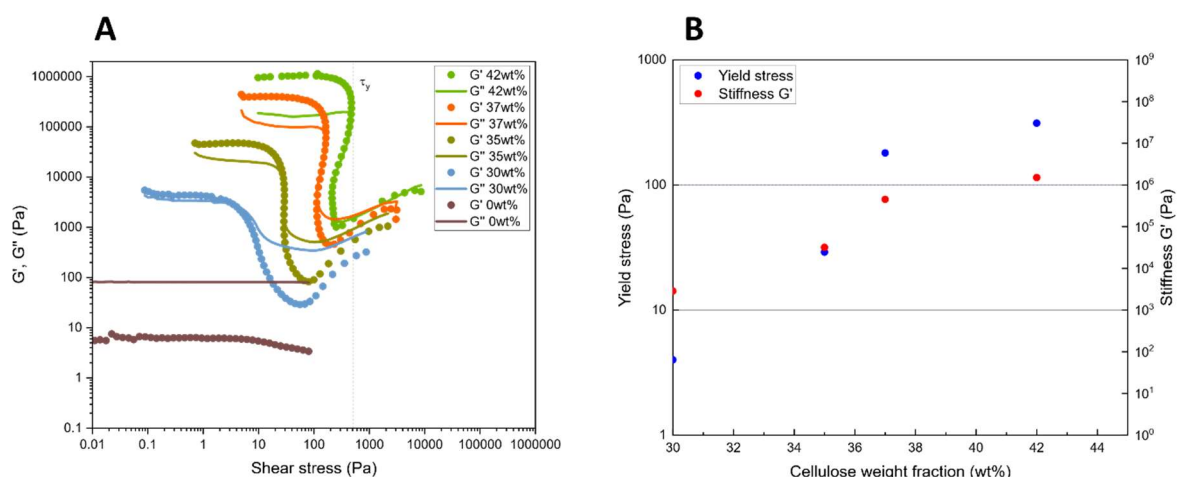 A
1000000
100000
10000
1000
100
10
1
0.1
G', G'' (Pa)
0.01
0.1
1
10
100
1000
10000
100000
1000000
Shear stress (Pa)
τy
G' 42wt%
G'' 42wt%
G' 37wt%
G'' 37wt%
G' 35wt%
G'' 35wt%
G' 30wt%
G'' 30wt%
G' 0wt%
G'' 0wt%
B
1000
100
10
1
Yield stress (Pa)
Yield stress
Stiffness G'
30
32
34
36
38
40
42
44
Cellulose weight fraction (wt%)
10⁹
10⁸
10⁷
10⁶
10⁵
10⁴
10³
10²
10¹
10⁰
Stiffness G' (Pa)